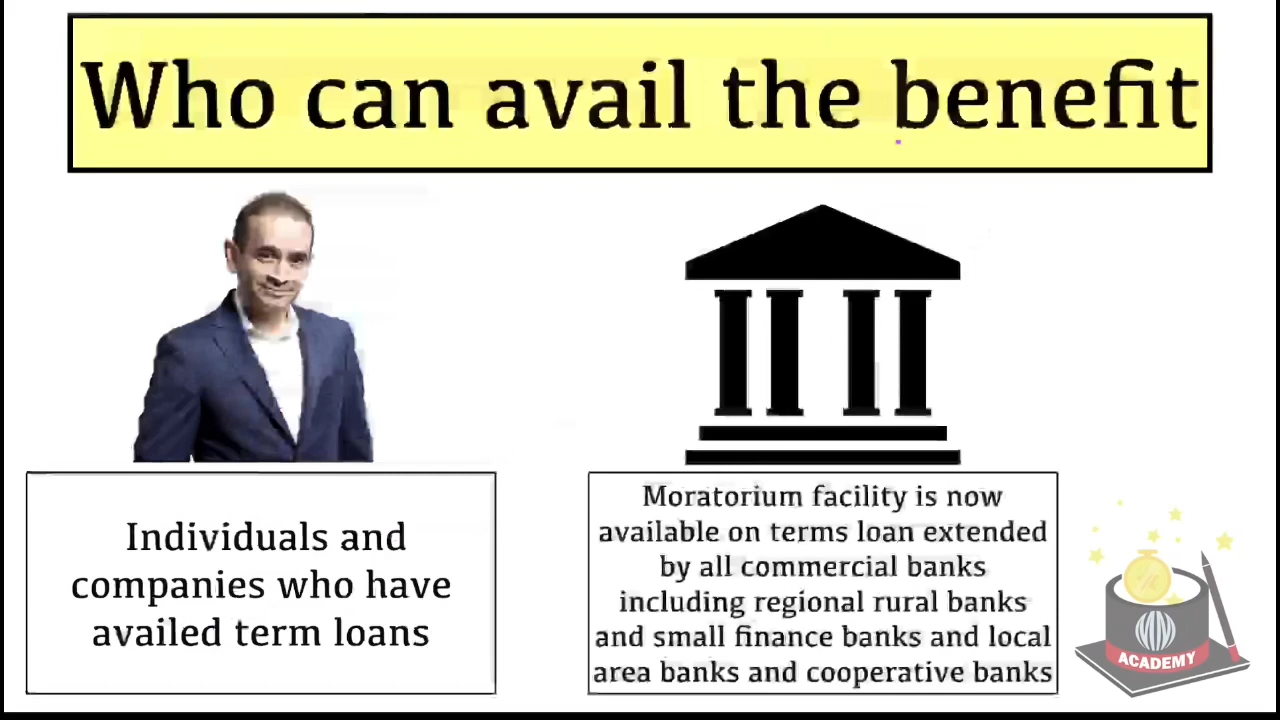 Who can avail the benefit
Individuals and
companies who have
availed term loans
Moratorium facility is now
available on terms loan extended
by all commercial banks
including regional rural banks
and small finance banks and local
area banks and cooperative banks
ACADEMY